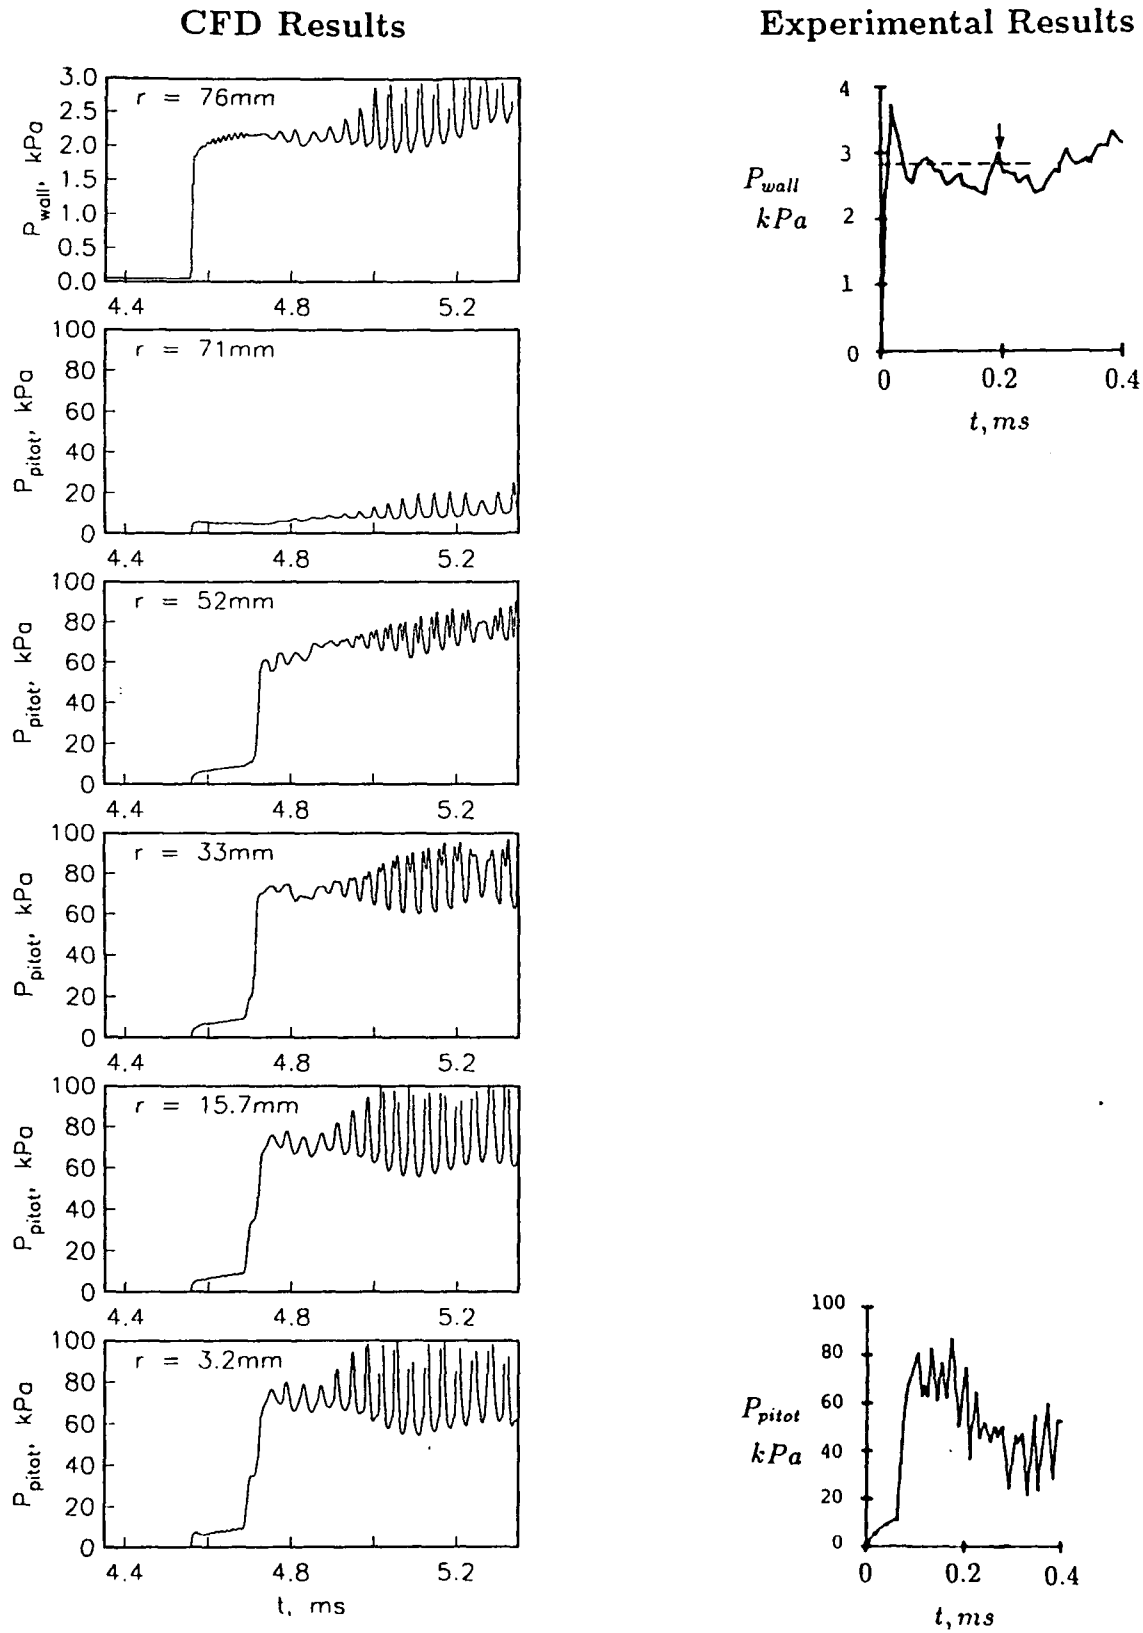 CFD Results
Experimental Results
r = 76mm
3.0
2.5
2.0
1.5
1.0
0.5
0.0
P_wall, kPa
4.4 4.8 5.2
r = 71mm
100
80
60
40
20
0
P_pitot, kPa
4.4 4.8 5.2
r = 52mm
100
80
60
40
20
0
P_pitot, kPa
4.4 4.8 5.2
r = 33mm
100
80
60
40
20
0
P_pitot, kPa
4.4 4.8 5.2
r = 15.7mm
100
80
60
40
20
0
P_pitot, kPa
4.4 4.8 5.2
r = 3.2mm
100
80
60
40
20
0
P_pitot, kPa
4.4 4.8 5.2
t, ms
4
3
2
1
0
P_wall
kPa
0 0.2 0.4
t, ms
100
80
60
40
20
0
P_pitot
kPa
0 0.2 0.4
t, ms